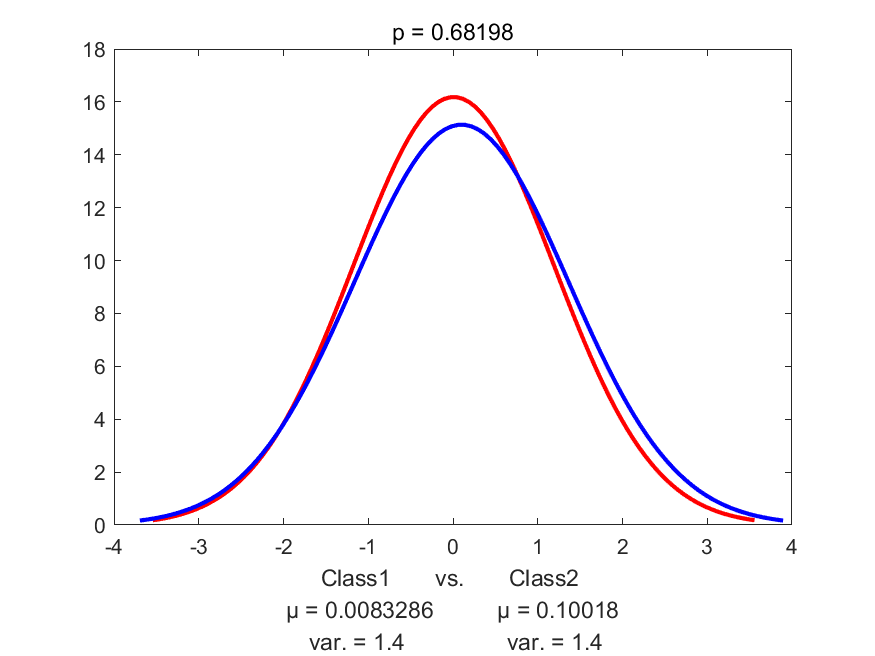 p = 0.68198
18
16
14
12
10
8
6
4
2
0
-4 -3 -2 -1 0 1 2 3 4
Class1 vs. Class2
μ = 0.0083286 μ = 0.10018
var. = 1.4 var. = 1.4